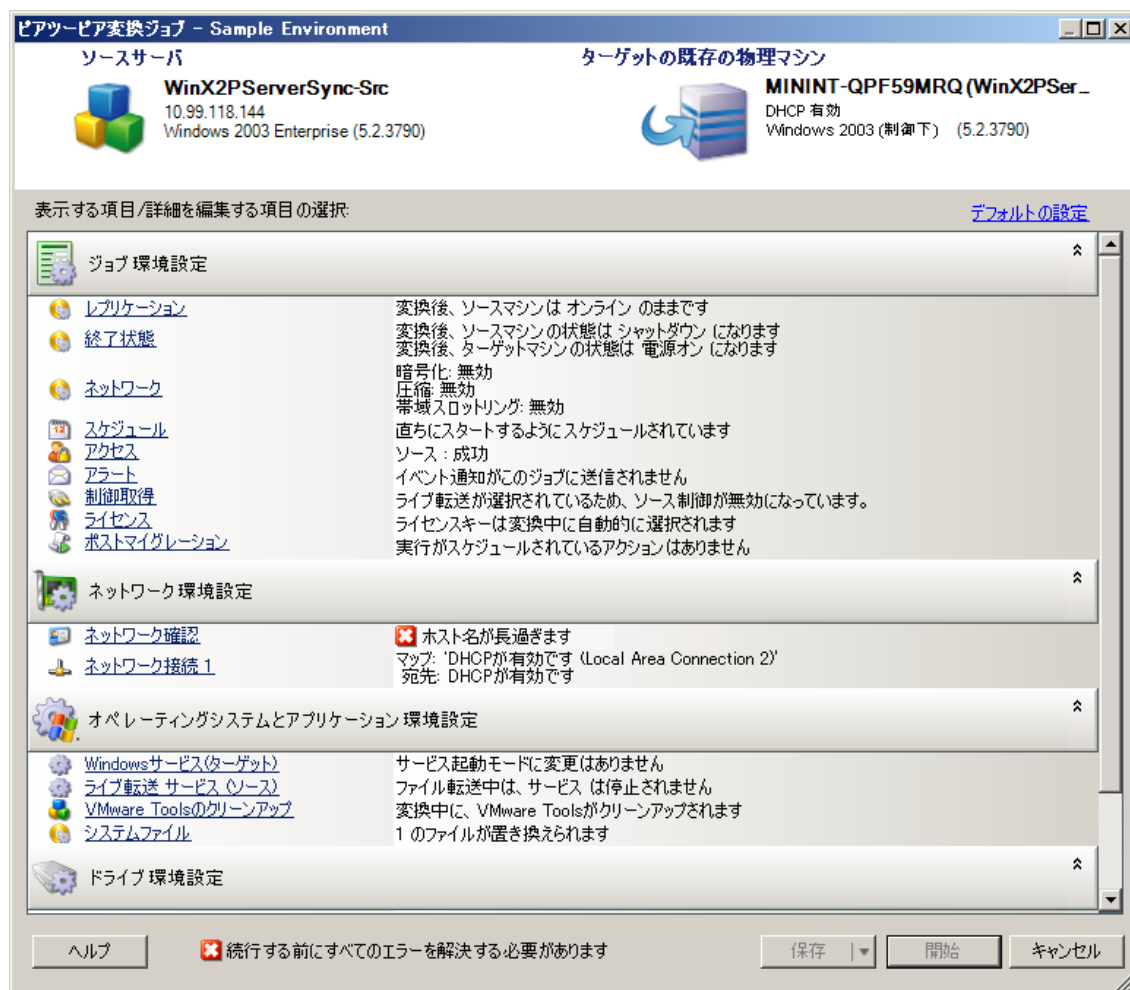 ピアツーピア変換ジョブ - Sample Environment
ソースサーバ
ターゲットの既存の物理マシン
WinX2PServerSync-Src
10.99.118.144
Windows 2003 Enterprise (5.2.3790)
MININT-QPF59MRQ (WinX2PSer...
DHCP 有効
Windows 2003 (制御下) (5.2.3790)
表示する項目/詳細を編集する項目の選択:
デフォルトの設定
ジョブ環境設定
レプリケーション 変換後、ソースマシンは オンライン のままです
終了状態 変換後、ソースマシンの状態は シャットダウン になります
変換後、ターゲットマシンの状態は 電源オン になります
暗号化: 無効
ネットワーク 圧縮: 無効
帯域スロットリング: 無効
スケジュール 直ちにスタートするようにスケジュールされています
アクセス ソース : 成功
アラート イベント通知がこのジョブに送信されません
制御取得 ライブ転送が選択されているため、ソース制御が無効になっています。
ライセンス ライセンスキーは変換中に自動的に選択されます
ポストマイグレーション 実行がスケジュールされているアクションはありません
ネットワーク環境設定
ネットワーク確認 ホスト名が長過ぎます
ネットワーク接続 1 マップ: 'DHCPが有効です (Local Area Connection 2)'
宛先: DHCPが有効です
オペレーティングシステムとアプリケーション環境設定
Windowsサービス(ターゲット) サービス起動モードに変更はありません
ライブ転送 サービス (ソース) ファイル転送中は、サービス は停止されません
VMware Toolsのクリーンアップ 変換中に、VMware Toolsがクリーンアップされます
システムファイル 1 のファイルが置き換えられます
ドライブ環境設定
ヘルプ
続行する前にすべてのエラーを解決する必要があります
保存
開始
キャンセル